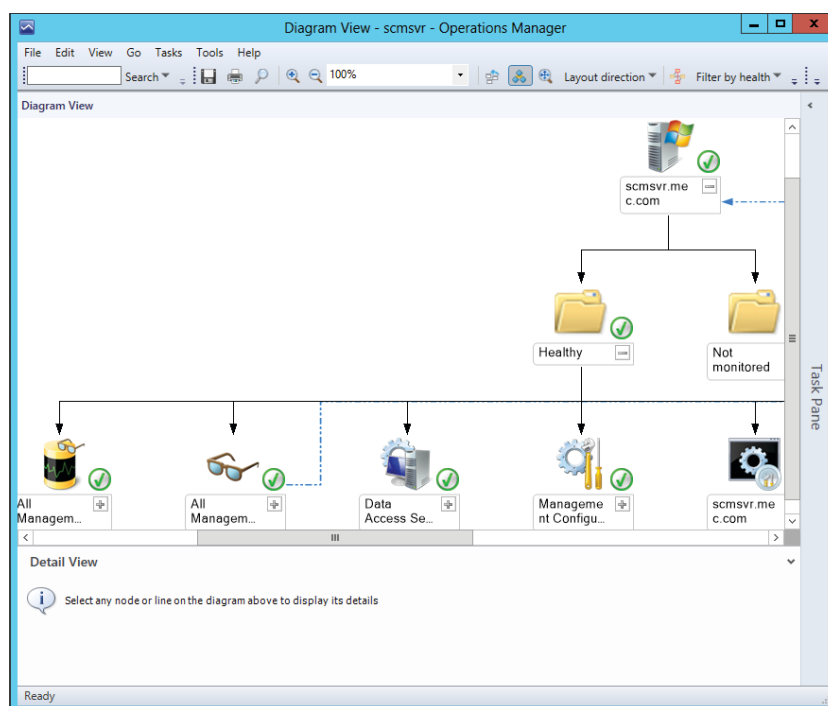 Diagram View - scmsvr - Operations Manager
File Edit View Go Tasks Tools Help
Search 100% Layout direction Filter by health
Diagram View
scmsvr.me
c.com
Healthy
Not
monitored
Task Pane
All
Managem...
All
Managem...
Data
Access Se...
Manageme
nt Configu...
scmsvr.me
c.com
Detail View
Select any node or line on the diagram above to display its details
Ready